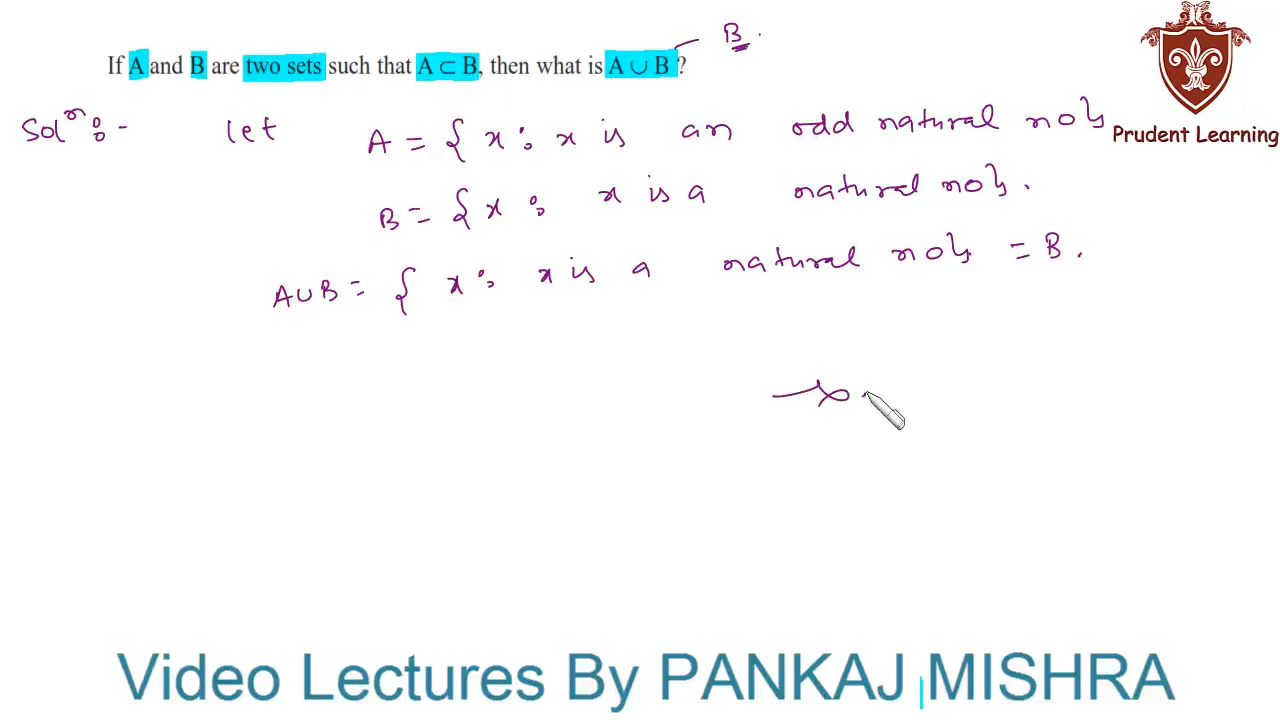 B.
If A and B are two sets such that A ⊂ B, then what is A ∪ B ?
Prudent Learning
Solⁿ:- let A = { x : x is an odd natural no}
B = { x : x is a natural no}.
A∪B = { x : x is a natural no} = B.
Video Lectures By PANKAJ MISHRA